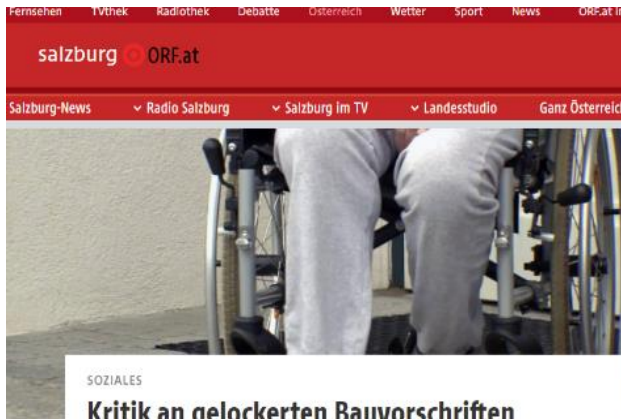 Fernsehen TVthek Radiothek Debatte Österreich Wetter Sport News ORF.at
salzburg ORF.at
Salzburg-News Radio Salzburg Salzburg im TV Landesstudio Ganz Österreich
SOZIALES
Kritik an gelockerten Bauvorschriften